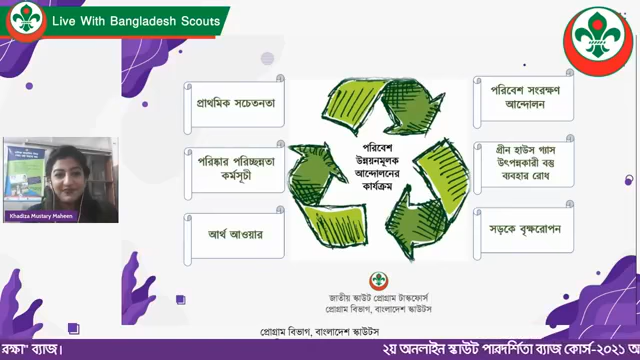 Live With Bangladesh Scouts
প্রাথমিক সচেতনতা
পরিষ্কার পরিচ্ছন্নতা
কর্মসূচী
আর্থ আওয়ার
পরিবেশ
উন্নয়নমূলক
আন্দোলনের
কার্যক্রম
পরিবেশ সংরক্ষণ
আন্দোলন
গ্রীন হাউস গ্যাস
উৎপন্নকারী বস্তু
ব্যবহার রোধ
সড়কে বৃক্ষরোপন
Khadiza Mustary Maheen
জাতীয় স্কাউট প্রোগ্রাম টাস্কফোর্স
প্রোগ্রাম বিভাগ, বাংলাদেশ স্কাউটস
প্রোগ্রাম বিভাগ, বাংলাদেশ স্কাউটস
রক্ষা" ব্যাজ। ২য় অনলাইন স্কাউট পারদর্শিতা ব্যাজ কোর্স-২০২১ অ